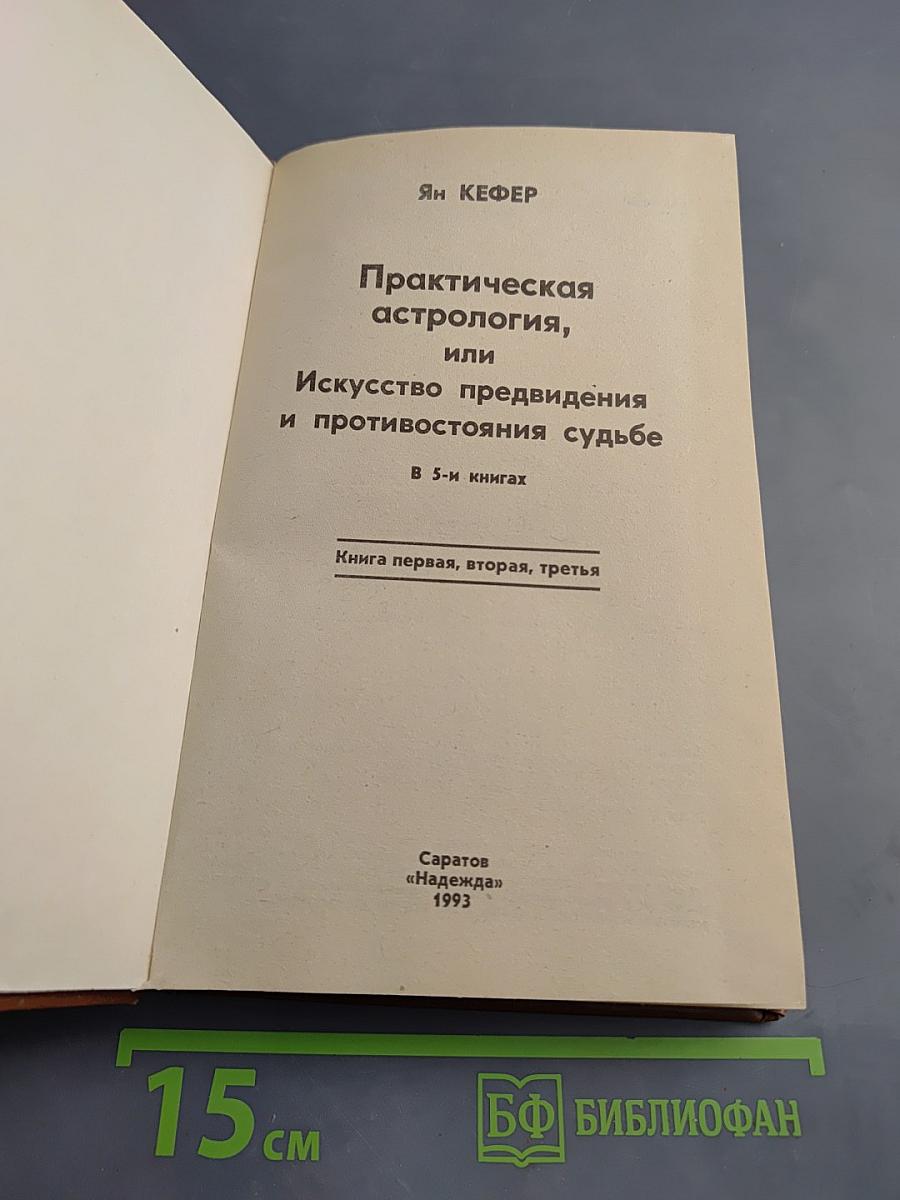 Ян КЕФЕР
Практическая
астрология,
или
Искусство предвидения
и противостояния судьбе
В 5-и книгах
Книга первая, вторая, третья
Саратов
«Надежда»
1993
15 см
БФ БИБЛИОФАН